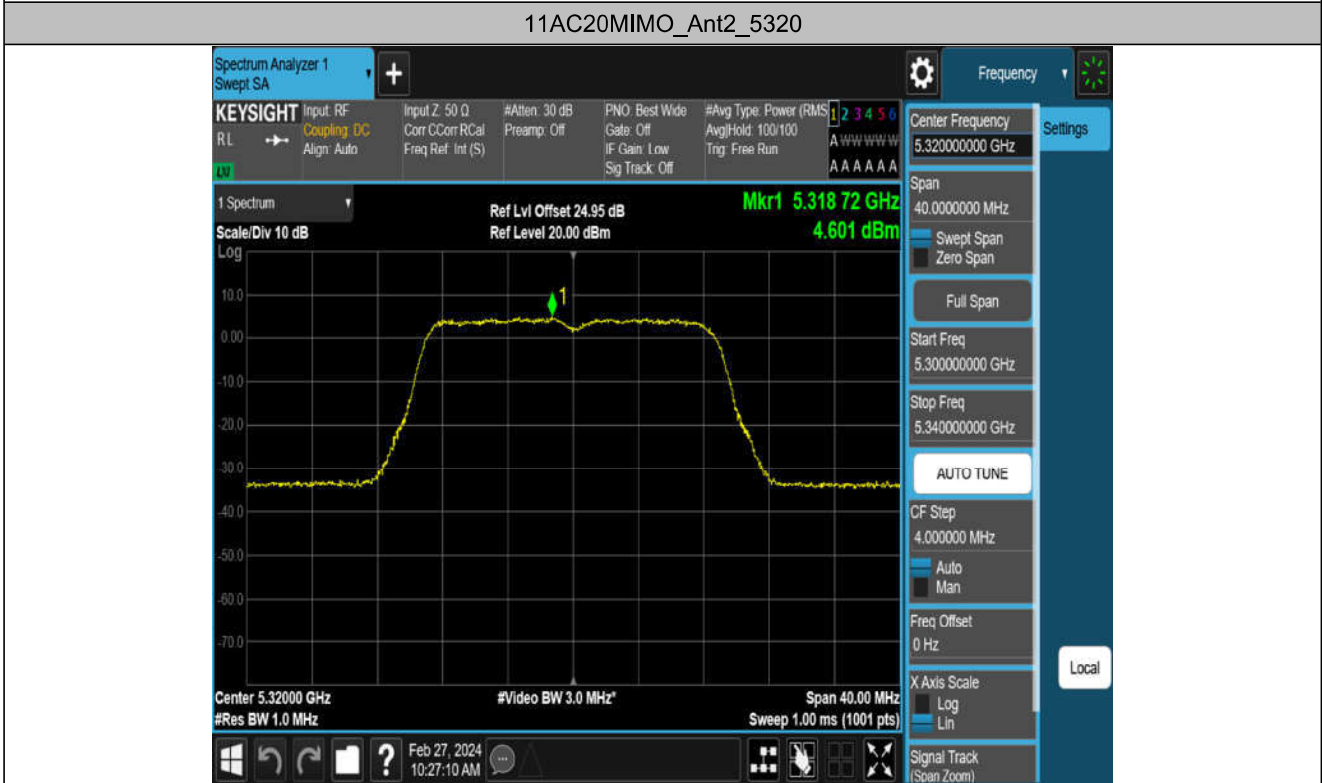 11AC20MIMO_Ant2_5320
Spectrum Analyzer 1
Swept SA
+
Frequency
KEYSIGHT
RL
LXI
Input: RF
Coupling: DC
Align: Auto
Input Z: 50 Ω
Corr CCorr RCal
Freq Ref: Int (S)
#Atten: 30 dB
Preamp: Off
PNO: Best Wide
Gate: Off
IF Gain: Low
Sig Track: Off
#Avg Type: Power (RMS
Avg|Hold: 100/100
Trig: Free Run
1 2 3 4 5 6
A W W W W W
A A A A A A
1 Spectrum
Scale/Div 10 dB
Log
Ref Lvl Offset 24.95 dB
Ref Level 20.00 dBm
Mkr1 5.318 72 GHz
4.601 dBm
1
10.0
0.00
-10.0
-20.0
-30.0
-40.0
-50.0
-60.0
-70.0
Center 5.32000 GHz
#Res BW 1.0 MHz
#Video BW 3.0 MHz*
Span 40.00 MHz
Sweep 1.00 ms (1001 pts)
?
Feb 27, 2024
10:27:10 AM
Center Frequency
5.320000000 GHz
Settings
Span
40.0000000 MHz
Swept Span
Zero Span
Full Span
Start Freq
5.300000000 GHz
Stop Freq
5.340000000 GHz
AUTO TUNE
CF Step
4.000000 MHz
Auto
Man
Freq Offset
0 Hz
X Axis Scale
Log
Lin
Local
Signal Track
(Span Zoom)